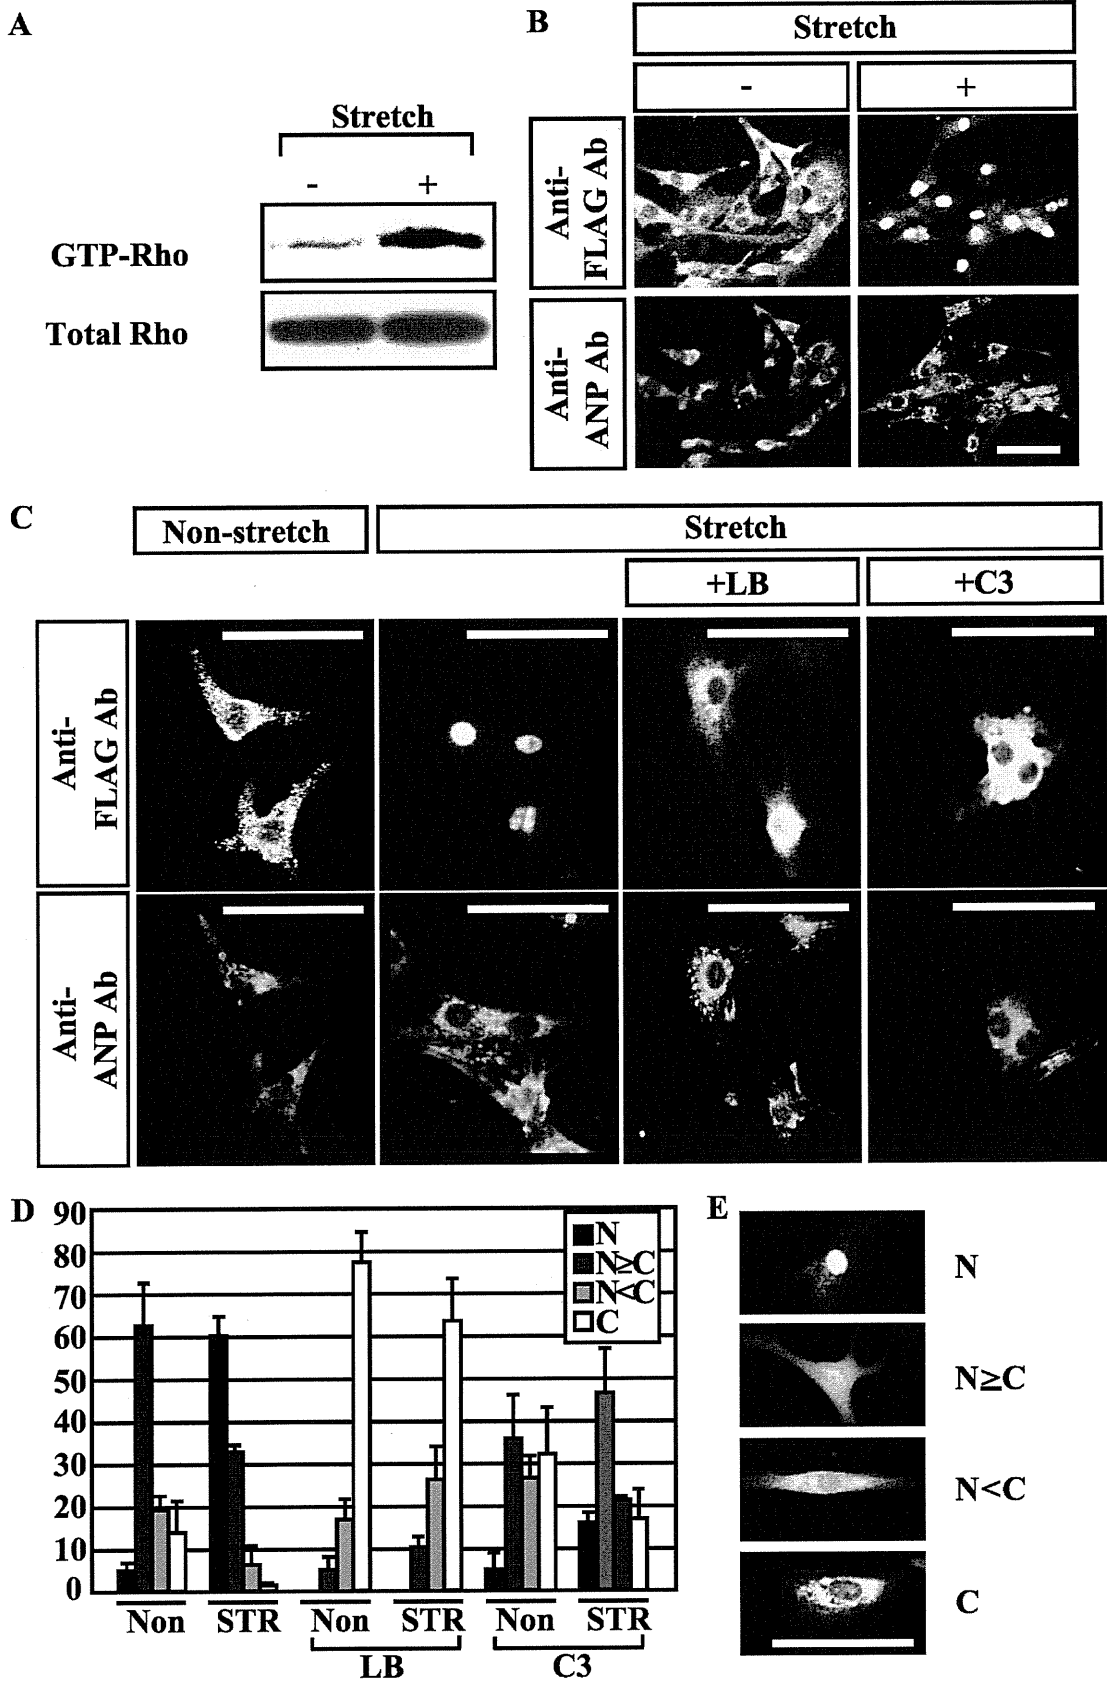 A
Stretch
- +
GTP-Rho
Total Rho
B
Stretch
- +
Anti-
FLAG Ab
Anti-
ANP Ab
C
Non-stretch
Stretch
+LB
+C3
Anti-
FLAG Ab
Anti-
ANP Ab
D
90
80
70
60
50
40
30
20
10
0
N
N≥C
N<C
C
Non STR Non STR Non STR
LB C3
E
N
N≥C
N<C
C